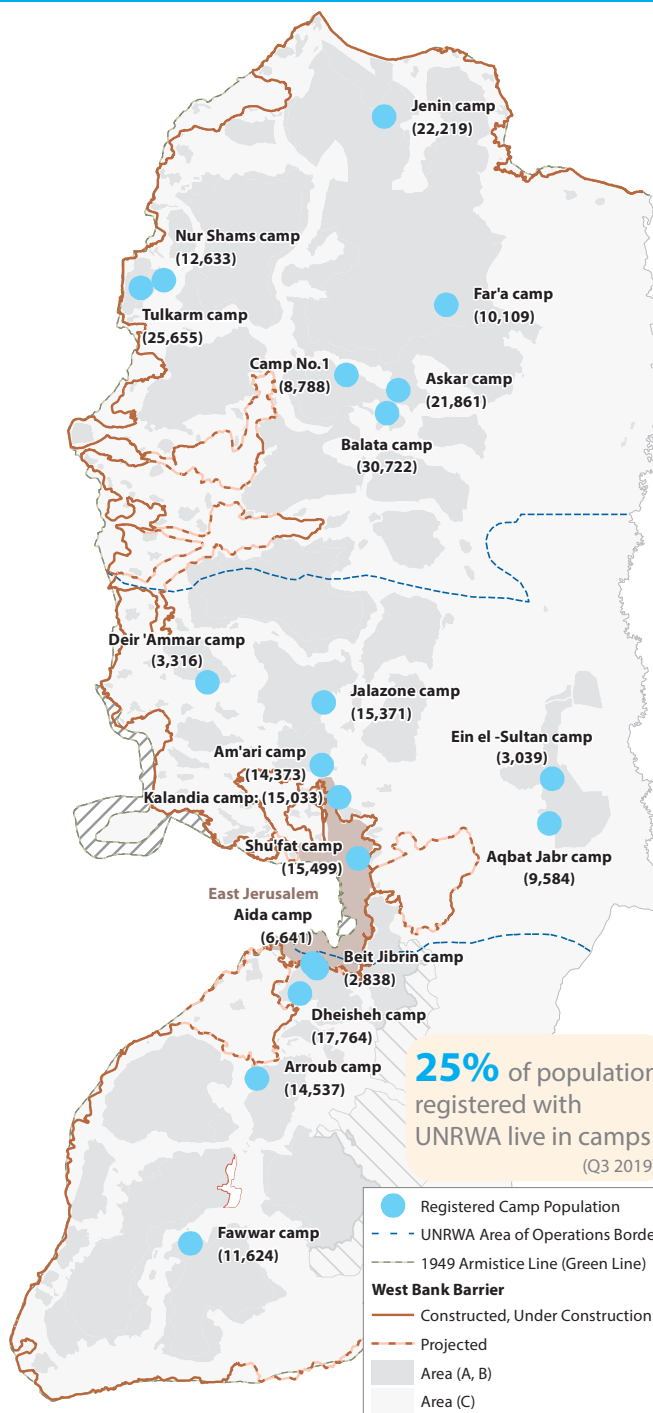 Jenin camp
(22,219)
Nur Shams camp
(12,633)
Tulkarm camp
(25,655)
Far'a camp
(10,109)
Camp No.1
(8,788)
Askar camp
(21,861)
Balata camp
(30,722)
Deir 'Ammar camp
(3,316)
Jalazone camp
(15,371)
Ein el -Sultan camp
(3,039)
Am'ari camp
(14,373)
Kalandia camp: (15,033)
Shu'fat camp
(15,499)
Aqbat Jabr camp
(9,584)
East Jerusalem
Aida camp
(6,641)
Beit Jibrin camp
(2,838)
Dheisheh camp
(17,764)
Arroub camp
(14,537)
25% of population
registered with
UNRWA live in camps
(Q3 2019)
Fawwar camp
(11,624)
Registered Camp Population
UNRWA Area of Operations Borde
1949 Armistice Line (Green Line)
West Bank Barrier
Constructed, Under Construction
Projected
Area (A, B)
Area (C)